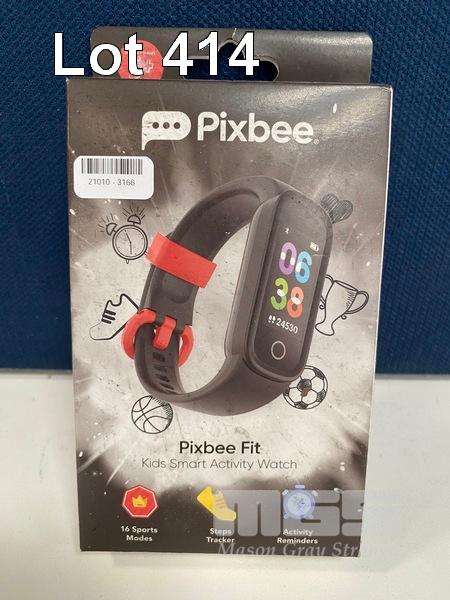 Lot 414
Pixbee
21010 - 3166
06
38
24530
Pixbee Fit
Kids Smart Activity Watch
16 Sports
Modes
Steps
Tracker
Activity
Reminders
MGS
Mason Gray